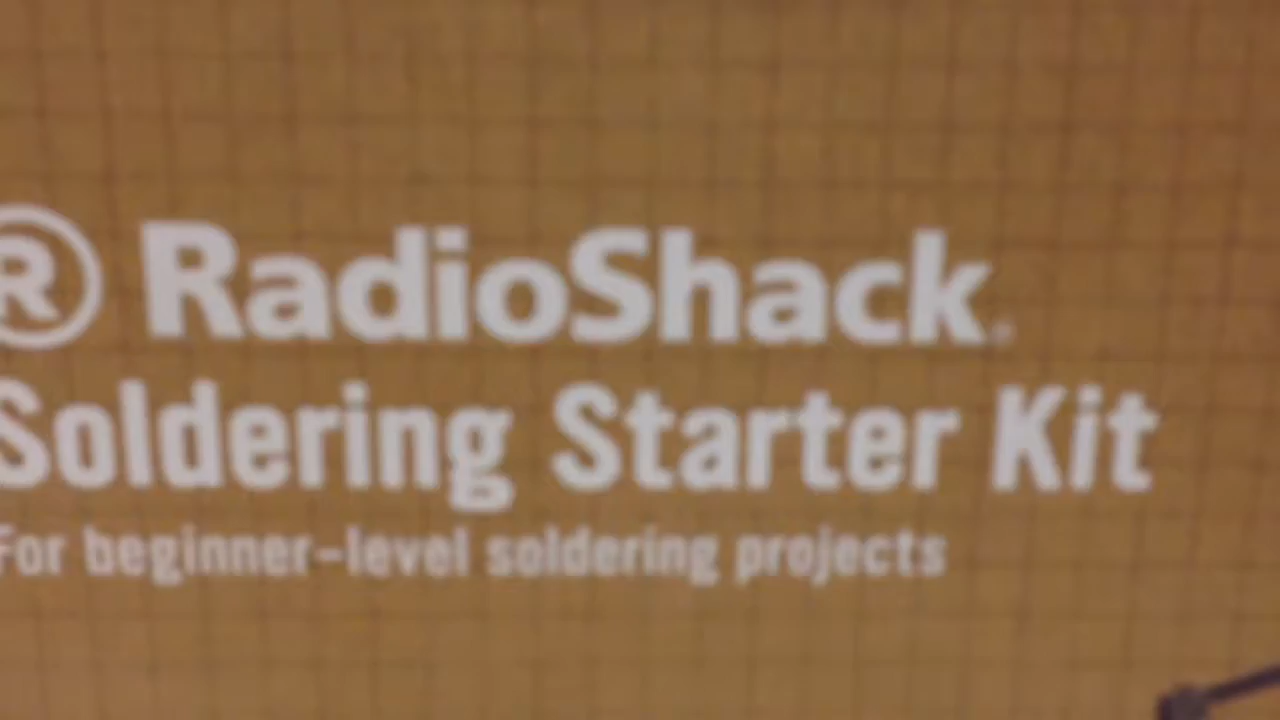 ® RadioShack.
Soldering Starter Kit
For beginner-level soldering projects